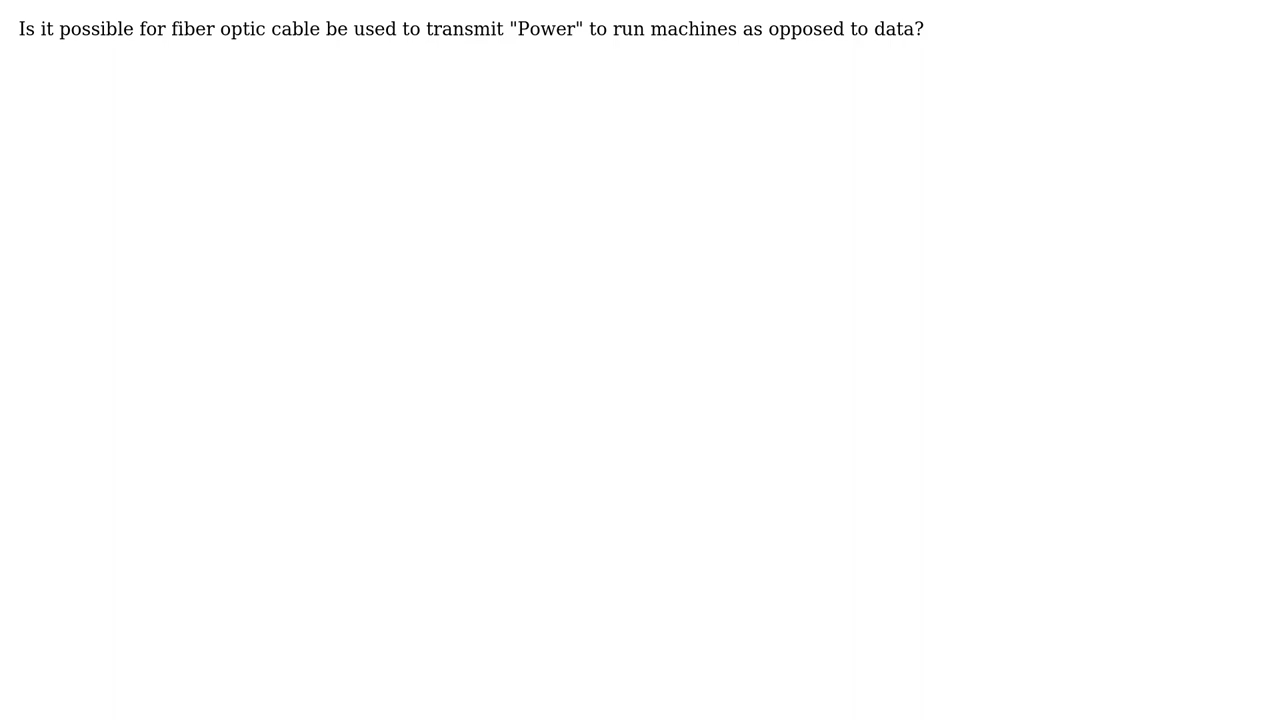 Is it possible for fiber optic cable be used to transmit "Power" to run machines as opposed to data?